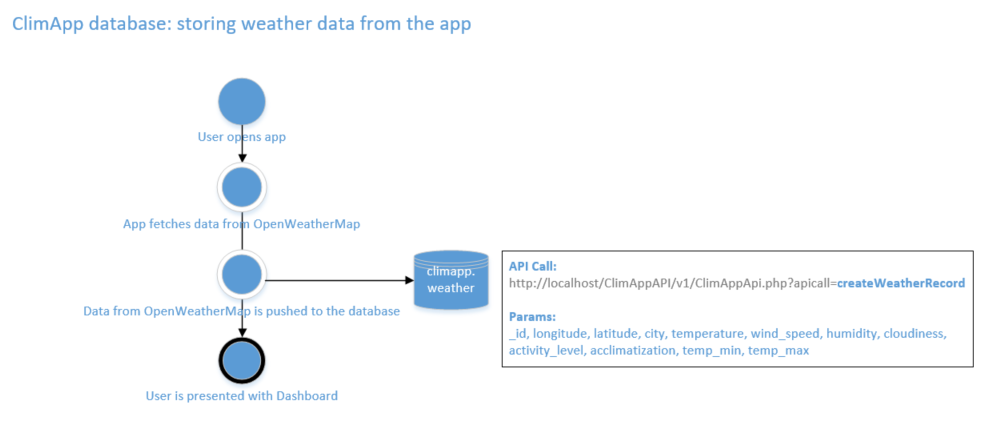 ClimApp database: storing weather data from the app
User opens app
App fetches data from OpenWeatherMap
climapp.
weather
API Call:
http://localhost/ClimAppAPI/v1/ClimAppApi.php?apicall=createWeatherRecord
Params:
_id, longitude, latitude, city, temperature, wind_speed, humidity, cloudiness,
activity_level, acclimatization, temp_min, temp_max
Data from OpenWeatherMap is pushed to the database
User is presented with Dashboard